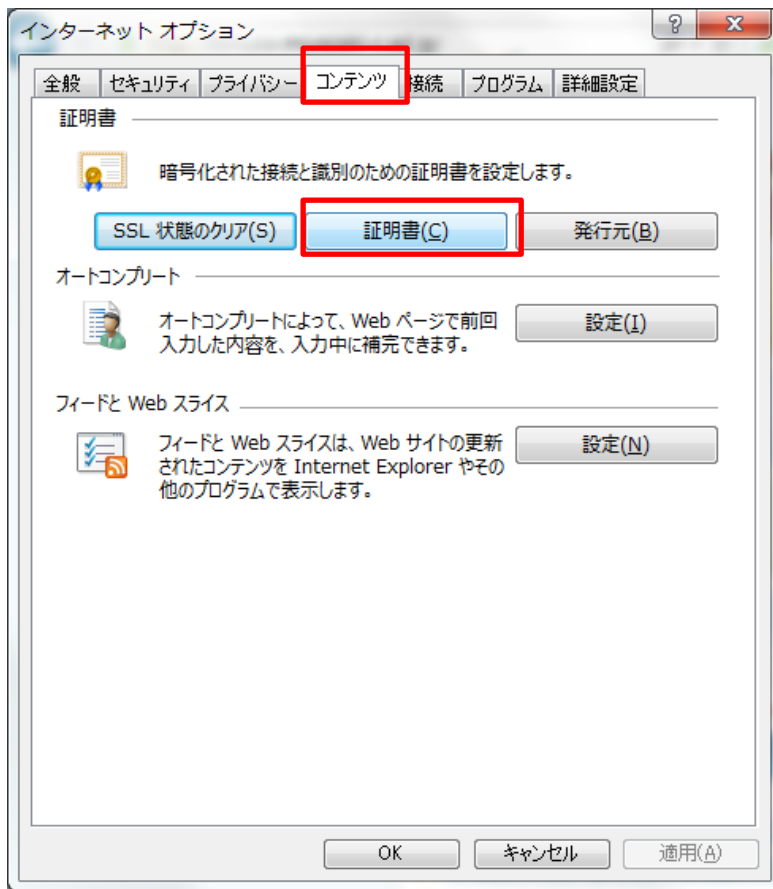 インターネット オプション
全般 セキュリティ プライバシー コンテンツ 接続 プログラム 詳細設定
証明書
暗号化された接続と識別のための証明書を設定します。
SSL 状態のクリア(S) 証明書(C) 発行元(B)
オートコンプリート
オートコンプリートによって、Web ページで前回
入力した内容を、入力中に補完できます。
設定(I)
フィードと Web スライス
フィードと Web スライスは、Web サイトの更新
されたコンテンツを Internet Explorer やその
他のプログラムで表示します。
設定(N)
OK キャンセル 適用(A)